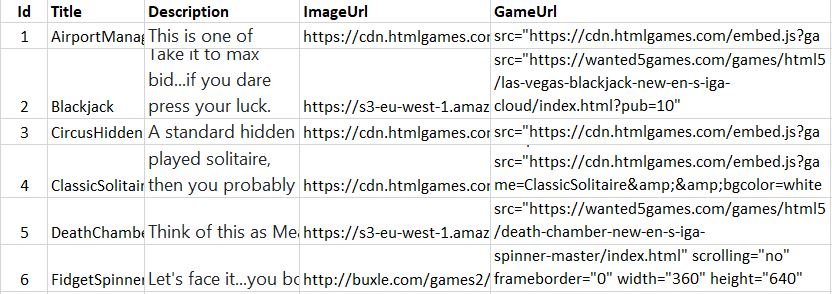 Id Title Description ImageUrl GameUrl
1 AirportManag This is one of https://cdn.htmlgames.com src="https://cdn.htmlgames.com/embed.js?ga
Take it to max
bid...if you dare
press your luck.
2 Blackjack https://s3-eu-west-1.amaz
src="https://wanted5games.com/games/html5
/las-vegas-blackjack-new-en-s-iga-
cloud/index.html?pub=10"
3 CircusHidden A standard hidden https://cdn.htmlgames.com src="https://cdn.htmlgames.com/embed.js?ga
played solitaire,
then you probably
4 ClassicSolitair https://cdn.htmlgames.com
src="https://cdn.htmlgames.com/embed.js?ga
me=ClassicSolitaire&amp;&amp;bgcolor=white
5 DeathChambe Think of this as Mea https://s3-eu-west-1.amaz
src="https://wanted5games.com/games/html5
/death-chamber-new-en-s-iga-
6 FidgetSpinner Let's face it...you bo http://buxle.com/games2/
spinner-master/index.html" scrolling="no"
frameborder="0" width="360" height="640"